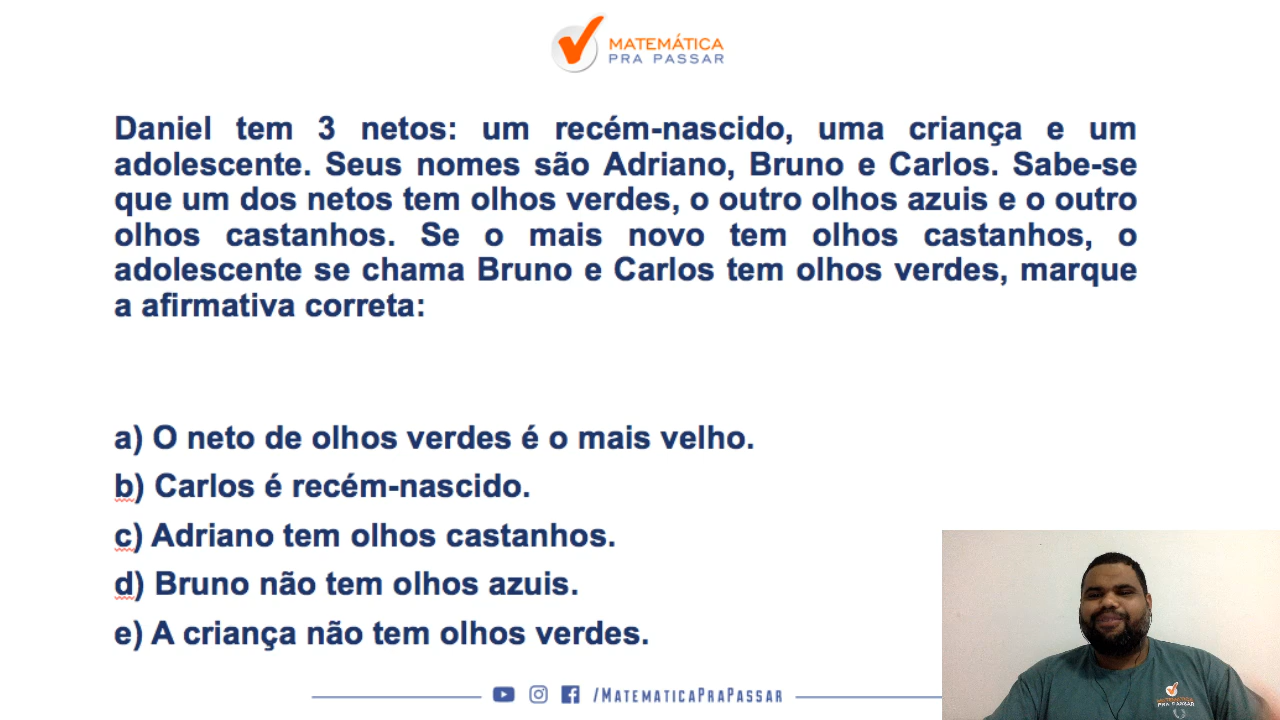 MATEMÁTICA
PRA PASSAR
Daniel tem 3 netos: um recém-nascido, uma criança e um
adolescente. Seus nomes são Adriano, Bruno e Carlos. Sabe-se
que um dos netos tem olhos verdes, o outro olhos azuis e o outro
olhos castanhos. Se o mais novo tem olhos castanhos, o
adolescente se chama Bruno e Carlos tem olhos verdes, marque
a afirmativa correta:
a) O neto de olhos verdes é o mais velho.
b) Carlos é recém-nascido.
c) Adriano tem olhos castanhos.
d) Bruno não tem olhos azuis.
e) A criança não tem olhos verdes.
/MATEMATICAPRAPASSAR
MATEMÁTICA
PRA PASSAR